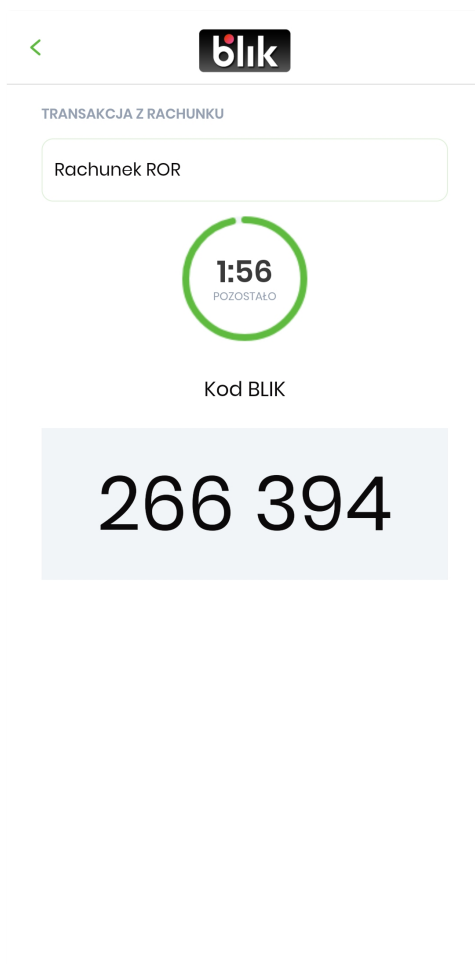 blik
TRANSAKCJA Z RACHUNKU
Rachunek ROR
1:56
POZOSTAŁO
Kod BLIK
266 394